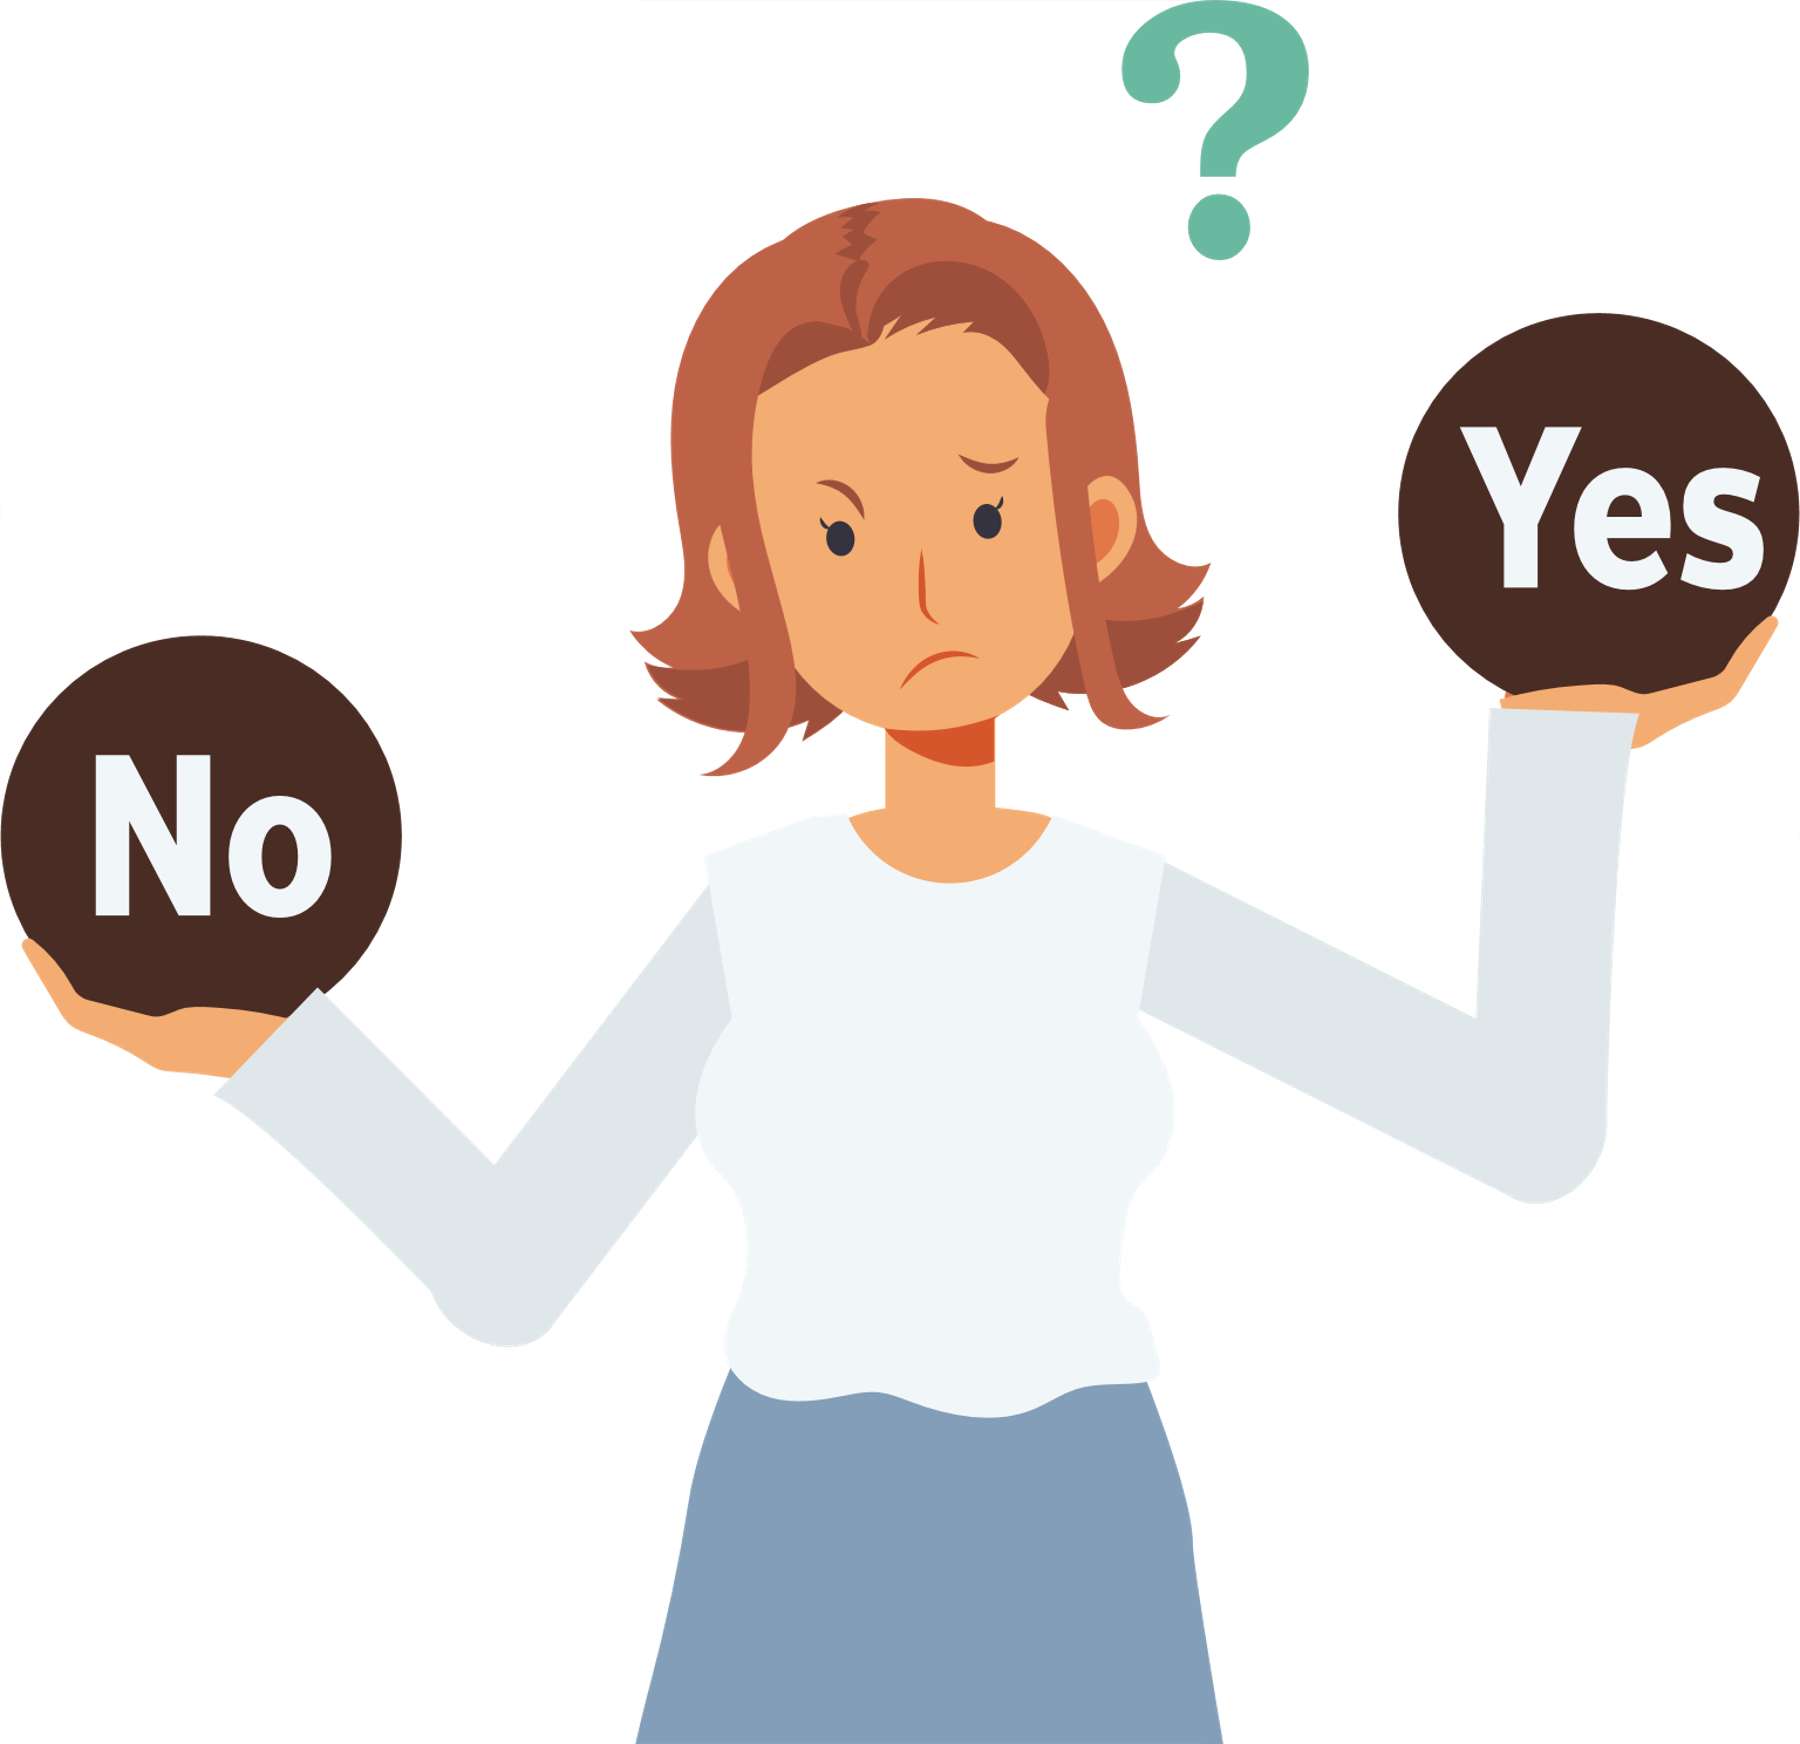 ?
Yes
No